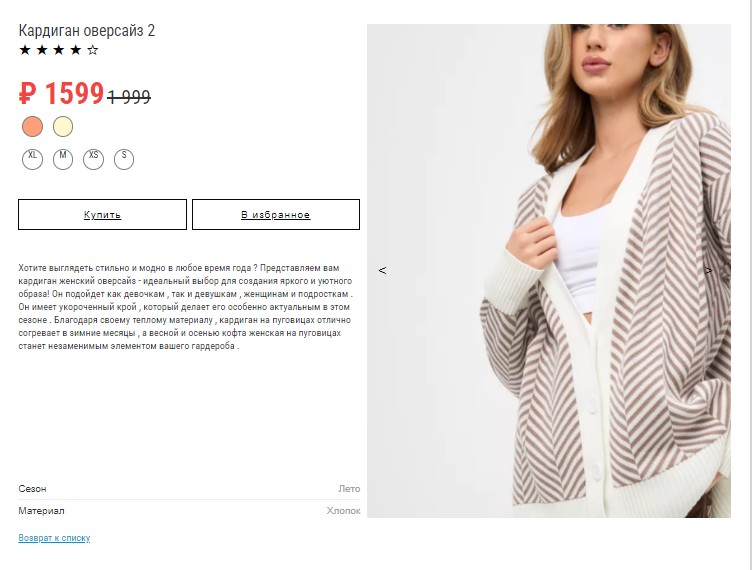 Кардиган оверсайз 2
★ ★ ★ ★ ☆
₽ 1599 1 999
XL M XS S
Купить В избранное
Хотите выглядеть стильно и модно в любое время года ? Представляем вам
кардиган женский оверсайз - идеальный выбор для создания яркого и уютного
образа! Он подойдет как девочкам , так и девушкам , женщинам и подросткам .
Он имеет укороченный крой , который делает его особенно актуальным в этом
сезоне . Благодаря своему теплому материалу , кардиган на пуговицах отлично
согревает в зимние месяцы , а весной и осенью кофта женская на пуговицах
станет незаменимым элементом вашего гардероба .
< >
Сезон Лето
Материал Хлопок
Возврат к списку